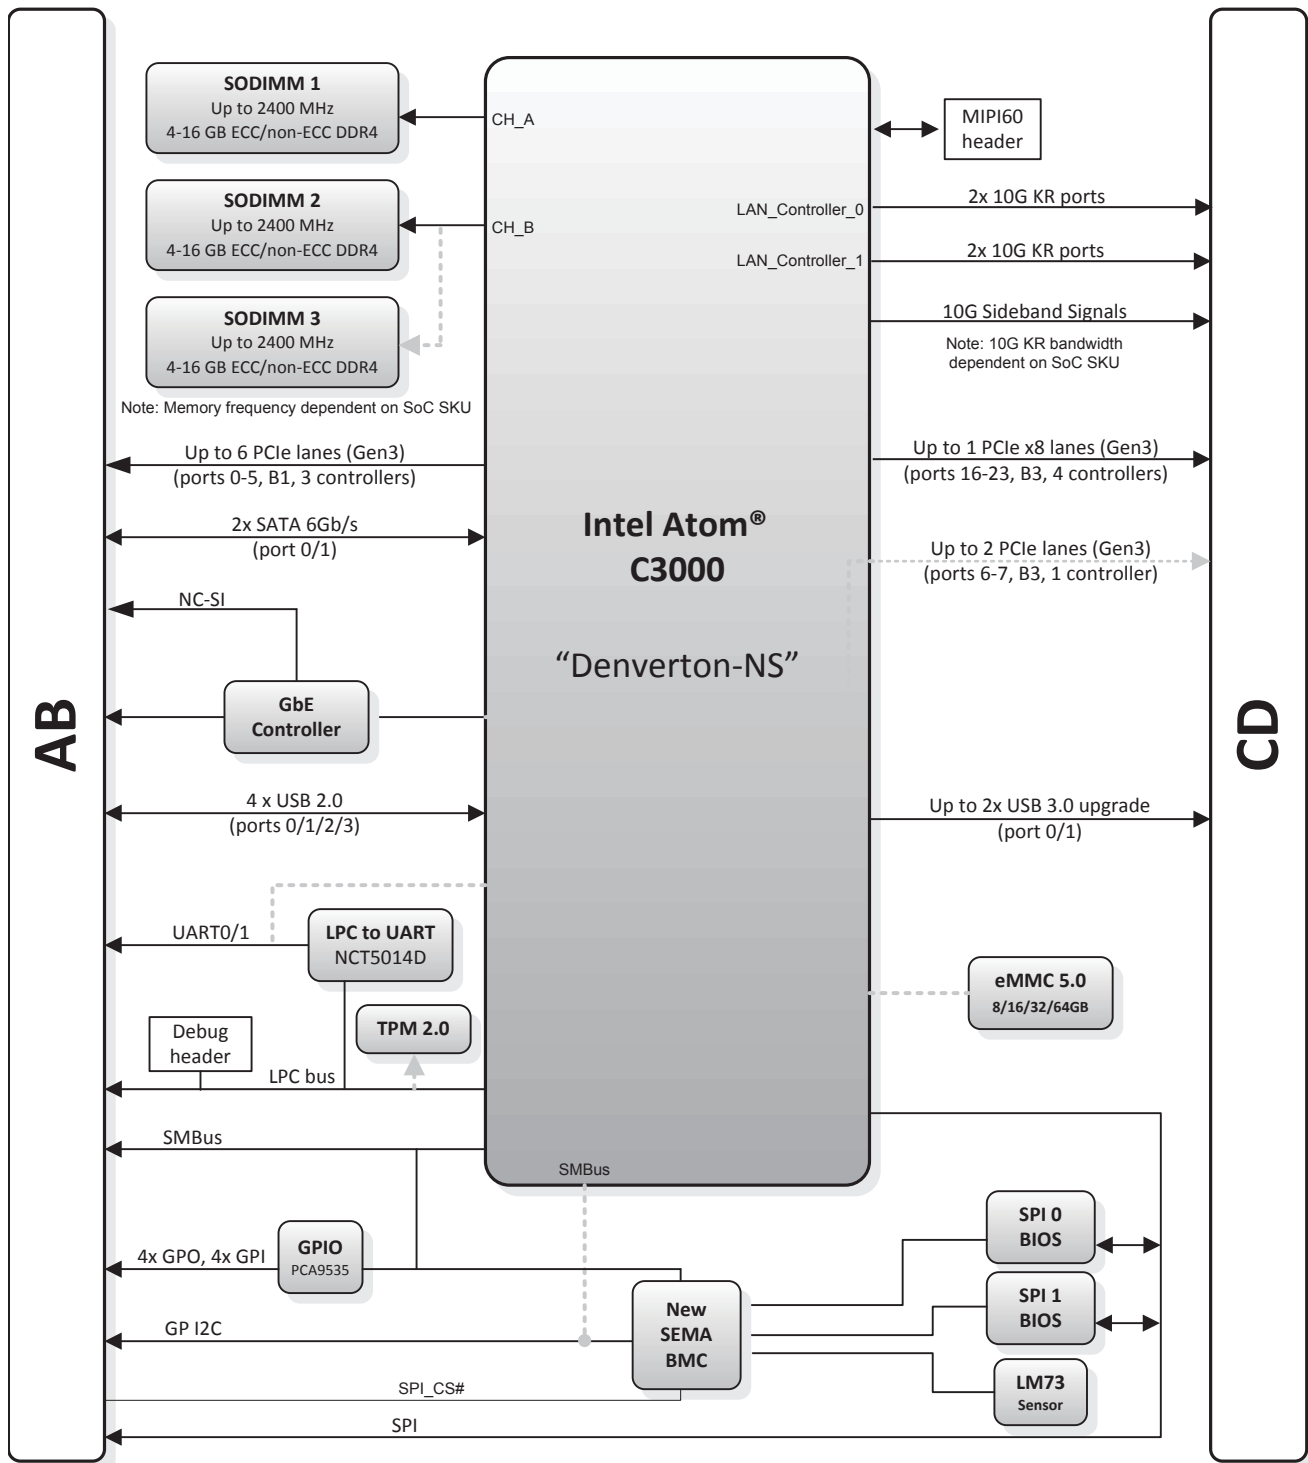 AB
SODIMM 1
Up to 2400 MHz
4-16 GB ECC/non-ECC DDR4
SODIMM 2
Up to 2400 MHz
4-16 GB ECC/non-ECC DDR4
SODIMM 3
Up to 2400 MHz
4-16 GB ECC/non-ECC DDR4
Note: Memory frequency dependent on SoC SKU
Up to 6 PCIe lanes (Gen3)
(ports 0-5, B1, 3 controllers)
2x SATA 6Gb/s
(port 0/1)
NC-SI
GbE
Controller
4 x USB 2.0
(ports 0/1/2/3)
UART0/1
LPC to UART
NCT5014D
TPM 2.0
Debug
header
LPC bus
SMBus
4x GPO, 4x GPI
GPIO
PCA9535
GP I2C
SPI_CS#
SPI
CH_A
CH_B
LAN_Controller_0
LAN_Controller_1
Intel Atom®
C3000
“Denverton-NS”
SMBus
New
SEMA
BMC
MIPI60
header
2x 10G KR ports
2x 10G KR ports
10G Sideband Signals
Note: 10G KR bandwidth
dependent on SoC SKU
Up to 1 PCIe x8 lanes (Gen3)
(ports 16-23, B3, 4 controllers)
Up to 2 PCIe lanes (Gen3)
(ports 6-7, B3, 1 controller)
Up to 2x USB 3.0 upgrade
(port 0/1)
eMMC 5.0
8/16/32/64GB
SPI 0
BIOS
SPI 1
BIOS
LM73
Sensor
CD